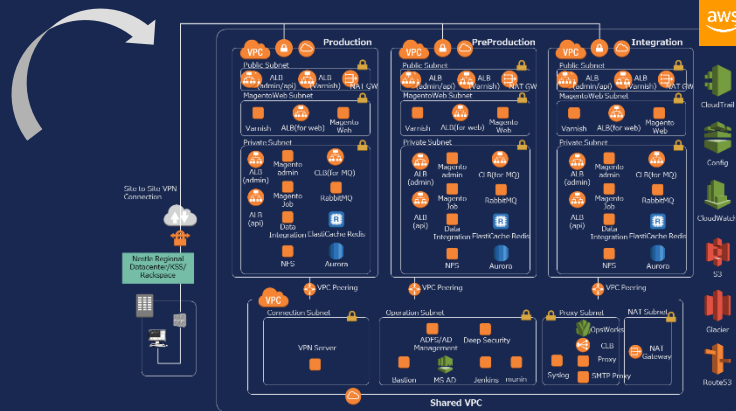 aws
VPC
Production
Public Subnet
ALB
(admin/api)
ALB
(Varnish)
NAT GW
MagentoWeb Subnet
Varnish
ALB(for web)
Magento
Web
Private Subnet
ALB
(admin)
Magento
admin
CLB(for MQ)
ALB
(api)
Magento
Job
RabbitMQ
Data
Integration
ElastiCache Redis
NFS
Aurora
VPC
PreProduction
Public Subnet
ALB
(admin/api)
ALB
(Varnish)
NAT GW
MagentoWeb Subnet
Varnish
ALB(for web)
Magento
Web
Private Subnet
ALB
(admin)
Magento
admin
CLB(for MQ)
ALB
(api)
Magento
Job
RabbitMQ
Data
Integration
ElastiCache Redis
NFS
Aurora
VPC
Integration
Public Subnet
ALB
(admin/api)
ALB
(Varnish)
NAT GW
MagentoWeb Subnet
Varnish
ALB(for web)
Magento
Web
Private Subnet
ALB
(admin)
Magento
admin
CLB(for MQ)
ALB
(api)
Magento
Job
RabbitMQ
Data
Integration
ElastiCache Redis
NFS
Aurora
CloudTrail
Config
CloudWatch
S3
Glacier
Route53
Site to Site VPN
Connection
Nestle Regional
Datacenter/KSS/
Rackspace
VPC Peering
VPC Peering
VPC Peering
VPC
Connection Subnet
VPN Server
Operation Subnet
ADFS/AD
Management
Deep Security
Bastion
MS AD
Jenkins
munin
Proxy Subnet
OpsWorks
CLB
Proxy
Syslog
SMTP Proxy
NAT Subnet
NAT
Gateway
Shared VPC